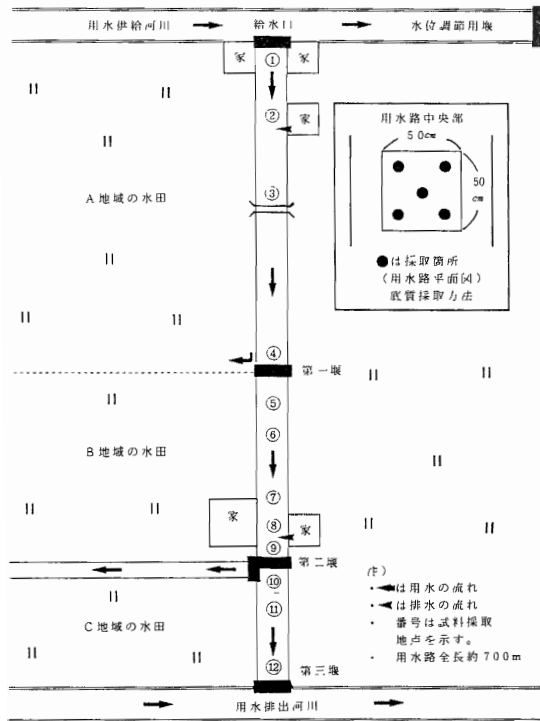 用水供給河川 給水口 水位調節用堰
家 ① 家
② 家
用水路中央部
50cm
50
cm
●は採取箇所
(用水路平面図)
底質採取方法
A地域の水田
③
④
第一堰
⑤
⑥
B地域の水田
⑦
家 ⑧ 家
⑨
第二堰
⑩
⑪
C地域の水田
⑫
第三堰
注)
・は用水の流れ
・は排水の流れ
・番号は試料採取
地点を示す。
・用水路全長約700m
用水排出河川